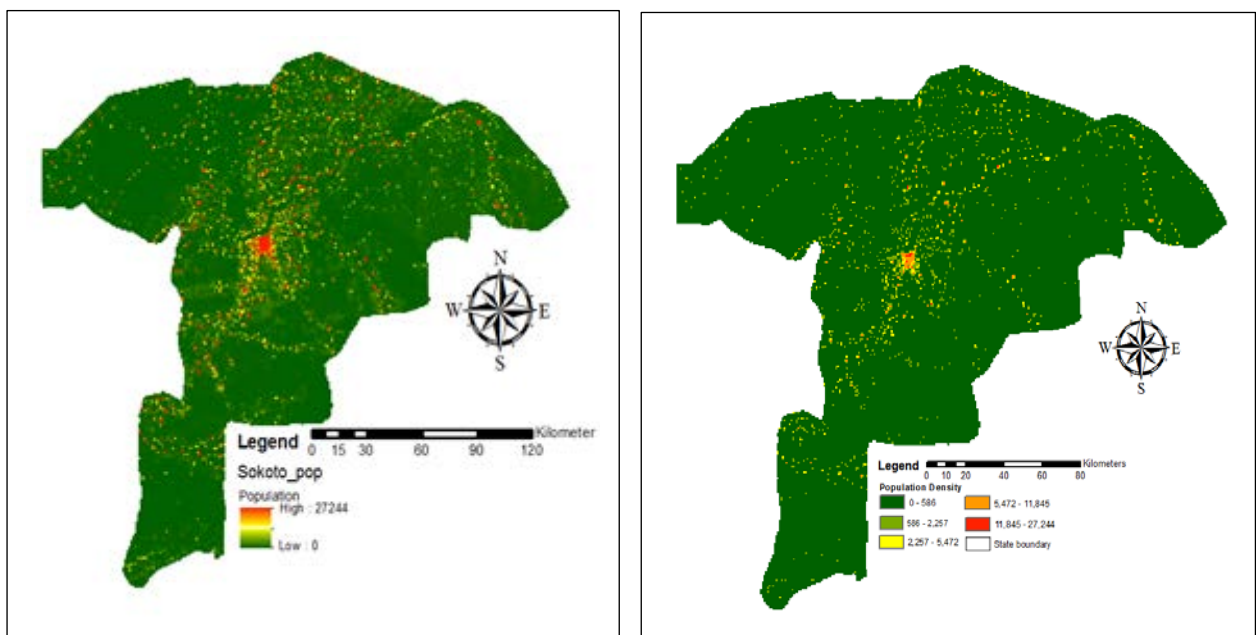 N
W E
S
Legend
Kilometer
0 15 30 60 90 120
Sokoto_pop
Population
High : 27244
Low : 0
N
W E
S
Legend
Kilometers
0 10 20 40 60 80
Population Density
0 - 586 5,472 - 11,845
586 - 2,257 11,845 - 27,244
2,257 - 5,472 State boundary